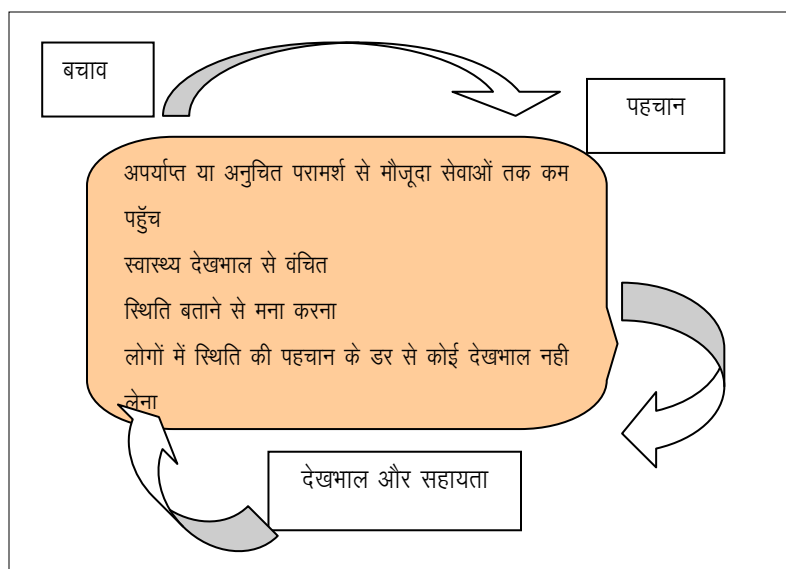 बचाव
पहचान
अपर्याप्त या अनुचित परामर्श से मौजूदा सेवाओं तक कम
पहुॅच
स्वास्थ्य देखभाल से वंचित
स्थिति बताने से मना करना
लोगों में स्थिति की पहचान के डर से कोई देखभाल नही
लेना
देखभाल और सहायता